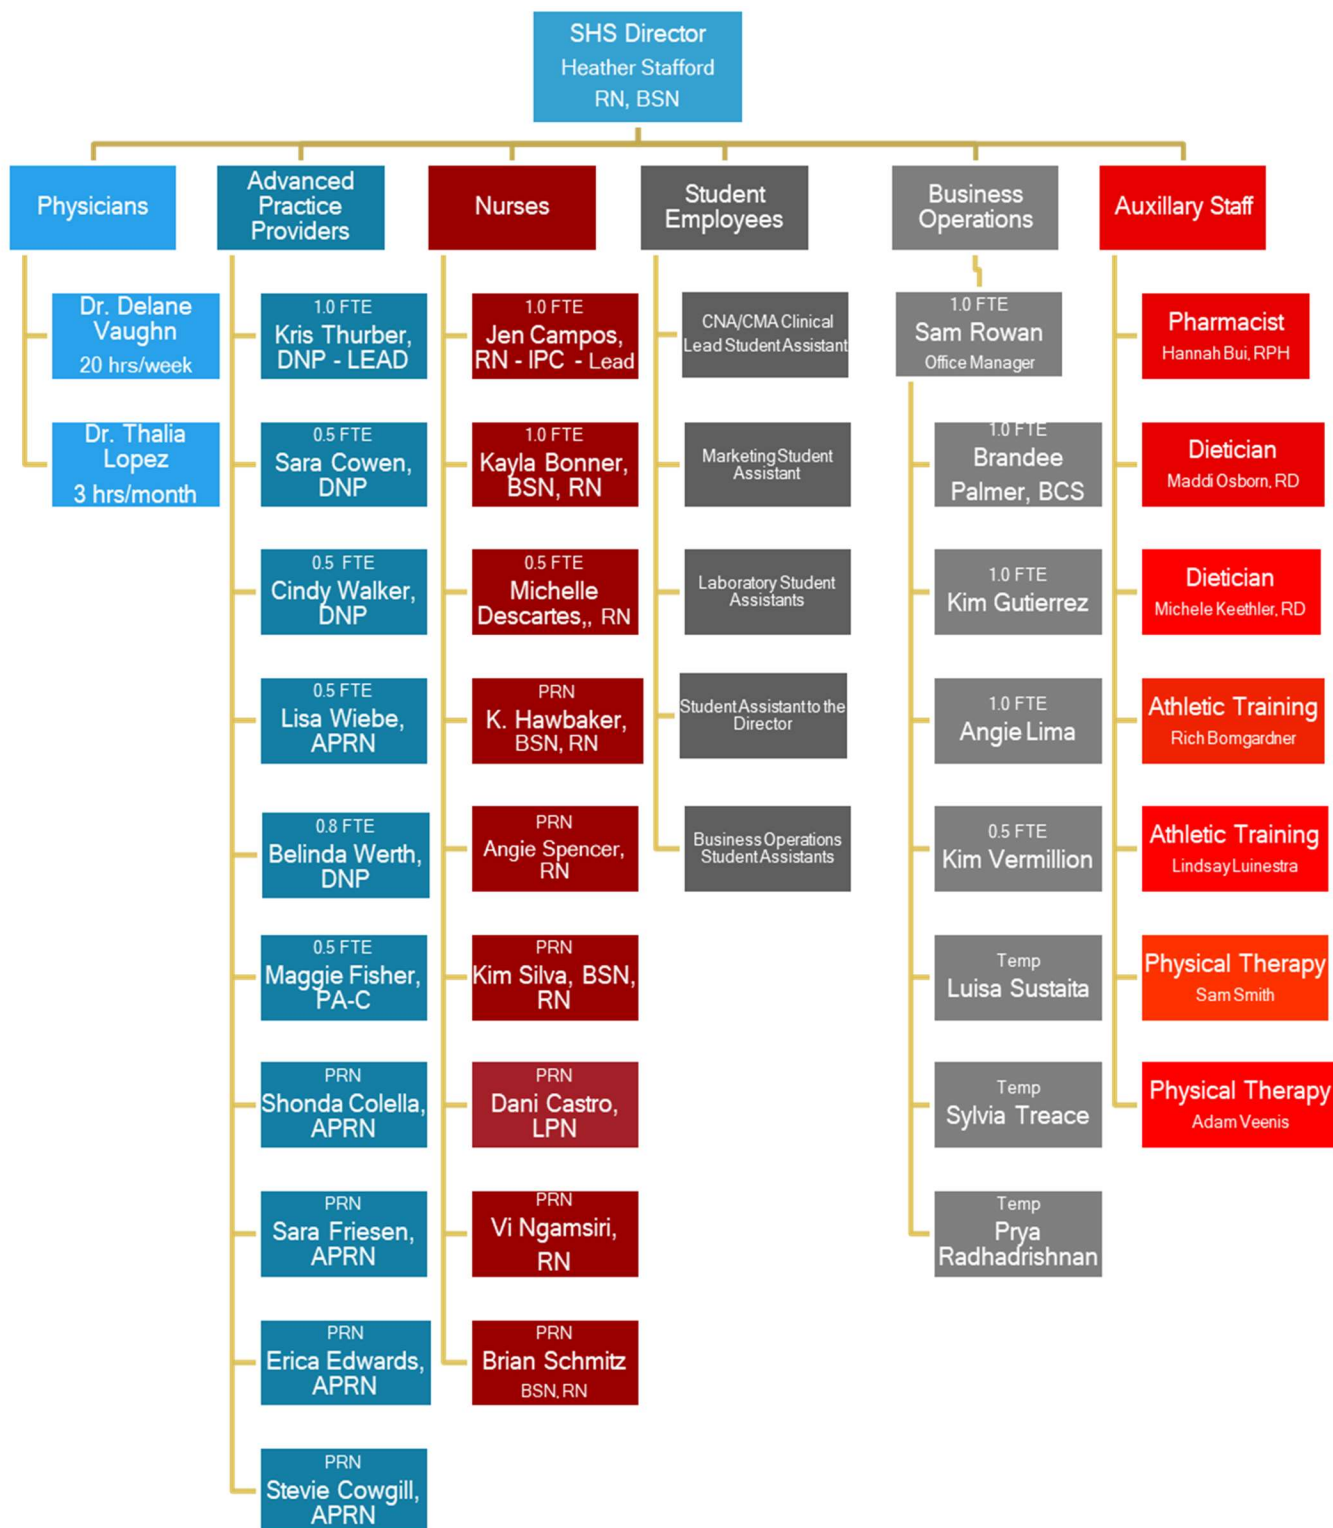 SHS Director
Heather Stafford
RN, BSN
Physicians
Dr. Delane
Vaughn
20 hrs/week
Dr. Thalia
Lopez
3 hrs/month
Advanced
Practice
Providers
1.0 FTE
Kris Thurber,
DNP - LEAD
0.5 FTE
Sara Cowen,
DNP
0.5 FTE
Cindy Walker,
DNP
0.5 FTE
Lisa Wiebe,
APRN
0.8 FTE
Belinda Werth,
DNP
0.5 FTE
Maggie Fisher,
PA-C
PRN
Shonda Colella,
APRN
PRN
Sara Friesen,
APRN
PRN
Erica Edwards,
APRN
PRN
Stevie Cowgill,
APRN
Nurses
1.0 FTE
Jen Campos,
RN - IPC - Lead
1.0 FTE
Kayla Bonner,
BSN, RN
0.5 FTE
Michelle
Descartes,, RN
PRN
K. Hawbaker,
BSN, RN
PRN
Angie Spencer,
RN
PRN
Kim Silva, BSN,
RN
PRN
Dani Castro,
LPN
PRN
Vi Ngamsiri,
RN
PRN
Brian Schmitz
BSN, RN
Student
Employees
CNA/CMA Clinical
Lead Student Assistant
Marketing Student
Assistant
Laboratory Student
Assistants
Student Assistant to the
Director
Business Operations
Student Assistants
Business
Operations
1.0 FTE
Sam Rowan
Office Manager
1.0 FTE
Brandee
Palmer, BCS
1.0 FTE
Kim Gutierrez
1.0 FTE
Angie Lima
0.5 FTE
Kim Vermillion
Temp
Luisa Sustaita
Temp
Sylvia Treace
Temp
Prya
Radhadrishnan
Auxillary Staff
Pharmacist
Hannah Bui, RPH
Dietician
Maddi Osborn, RD
Dietician
Michele Keethler, RD
Athletic Training
Rich Bomgardner
Athletic Training
Lindsay Luinestra
Physical Therapy
Sam Smith
Physical Therapy
Adam Veenis